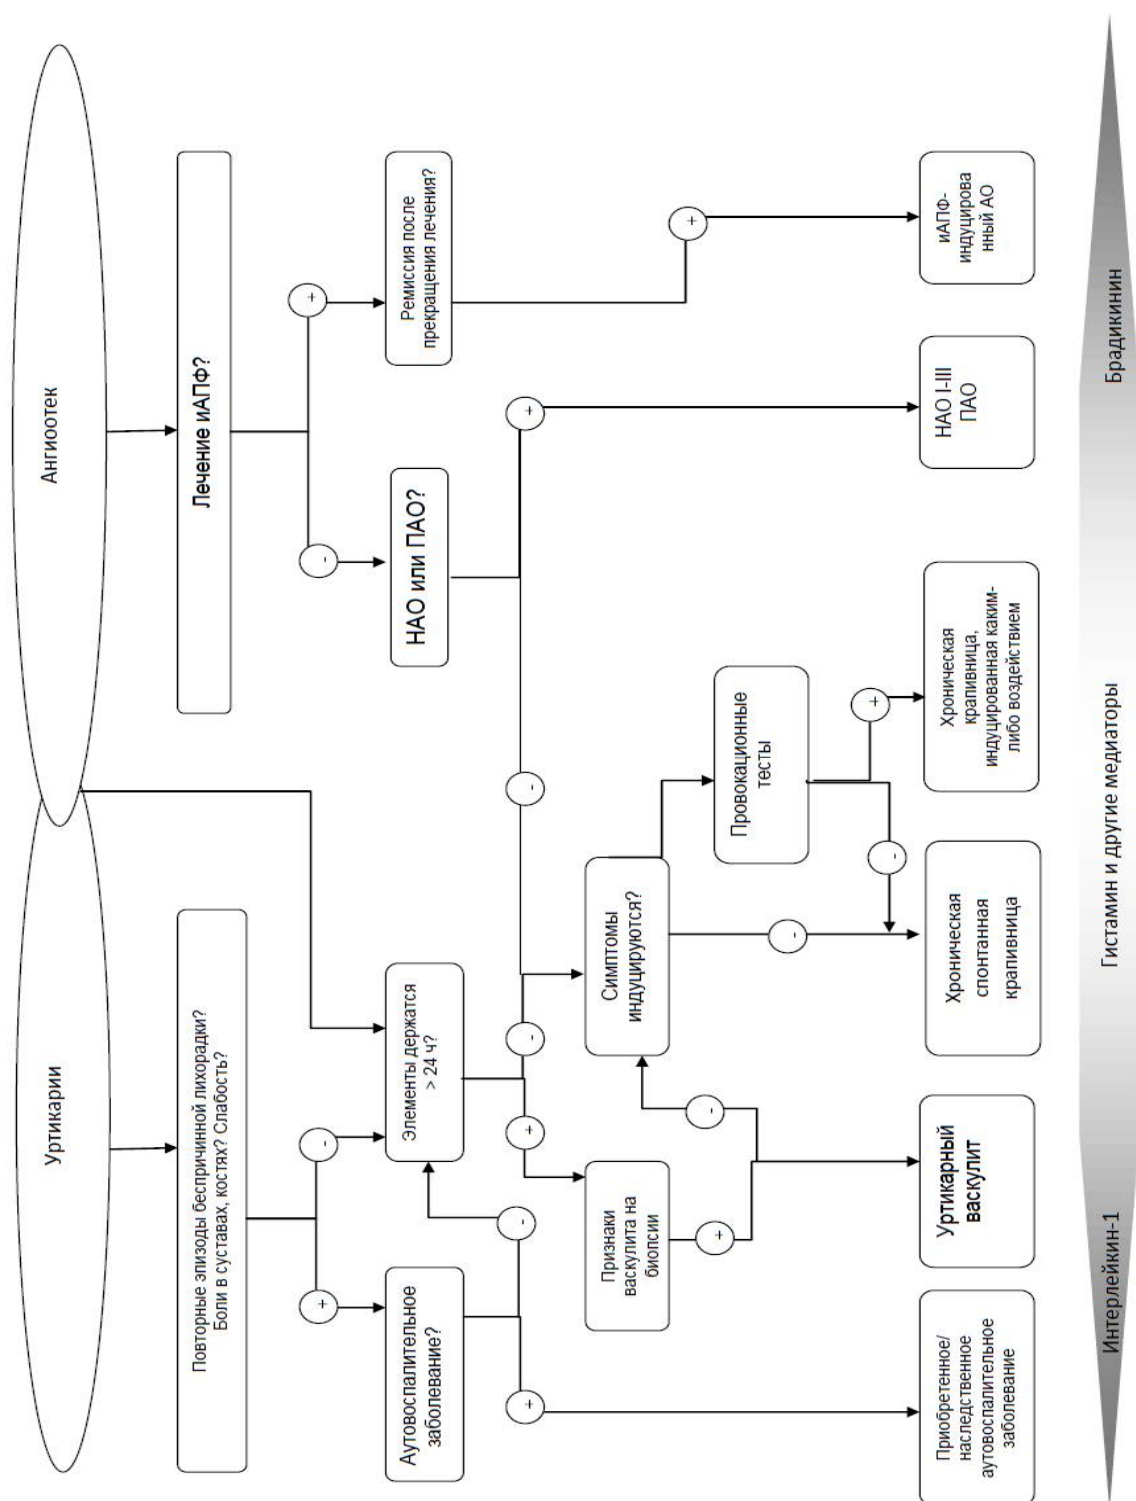 Уртикарии
Ангиоотек
Повторные эпизоды беспричинной лихорадки?
Боли в суставах, костях? Слабость?
Лечение иАПФ?
+
-
-
+
Аутовоспалительное
заболевание?
Элементы держатся
> 24 ч?
НАО или ПАО?
Ремиссия после
прекращения лечения?
+
-
+
-
-
+
+
Признаки
васкулита на
биопсии
Симптомы
индуцируются?
Провокационные
тесты
+
-
-
-
+
Приобретенное/
наследственное
аутовоспалительное
заболевание
Уртикарный
васкулит
Хроническая
спонтанная
крапивница
Хроническая
крапивница,
индуцированная каким-
либо воздействием
НАО I-III
ПАО
иАПФ-
индуцирова
нный АО
Интерлейкин-1
Гистамин и другие медиаторы
Брадикинин